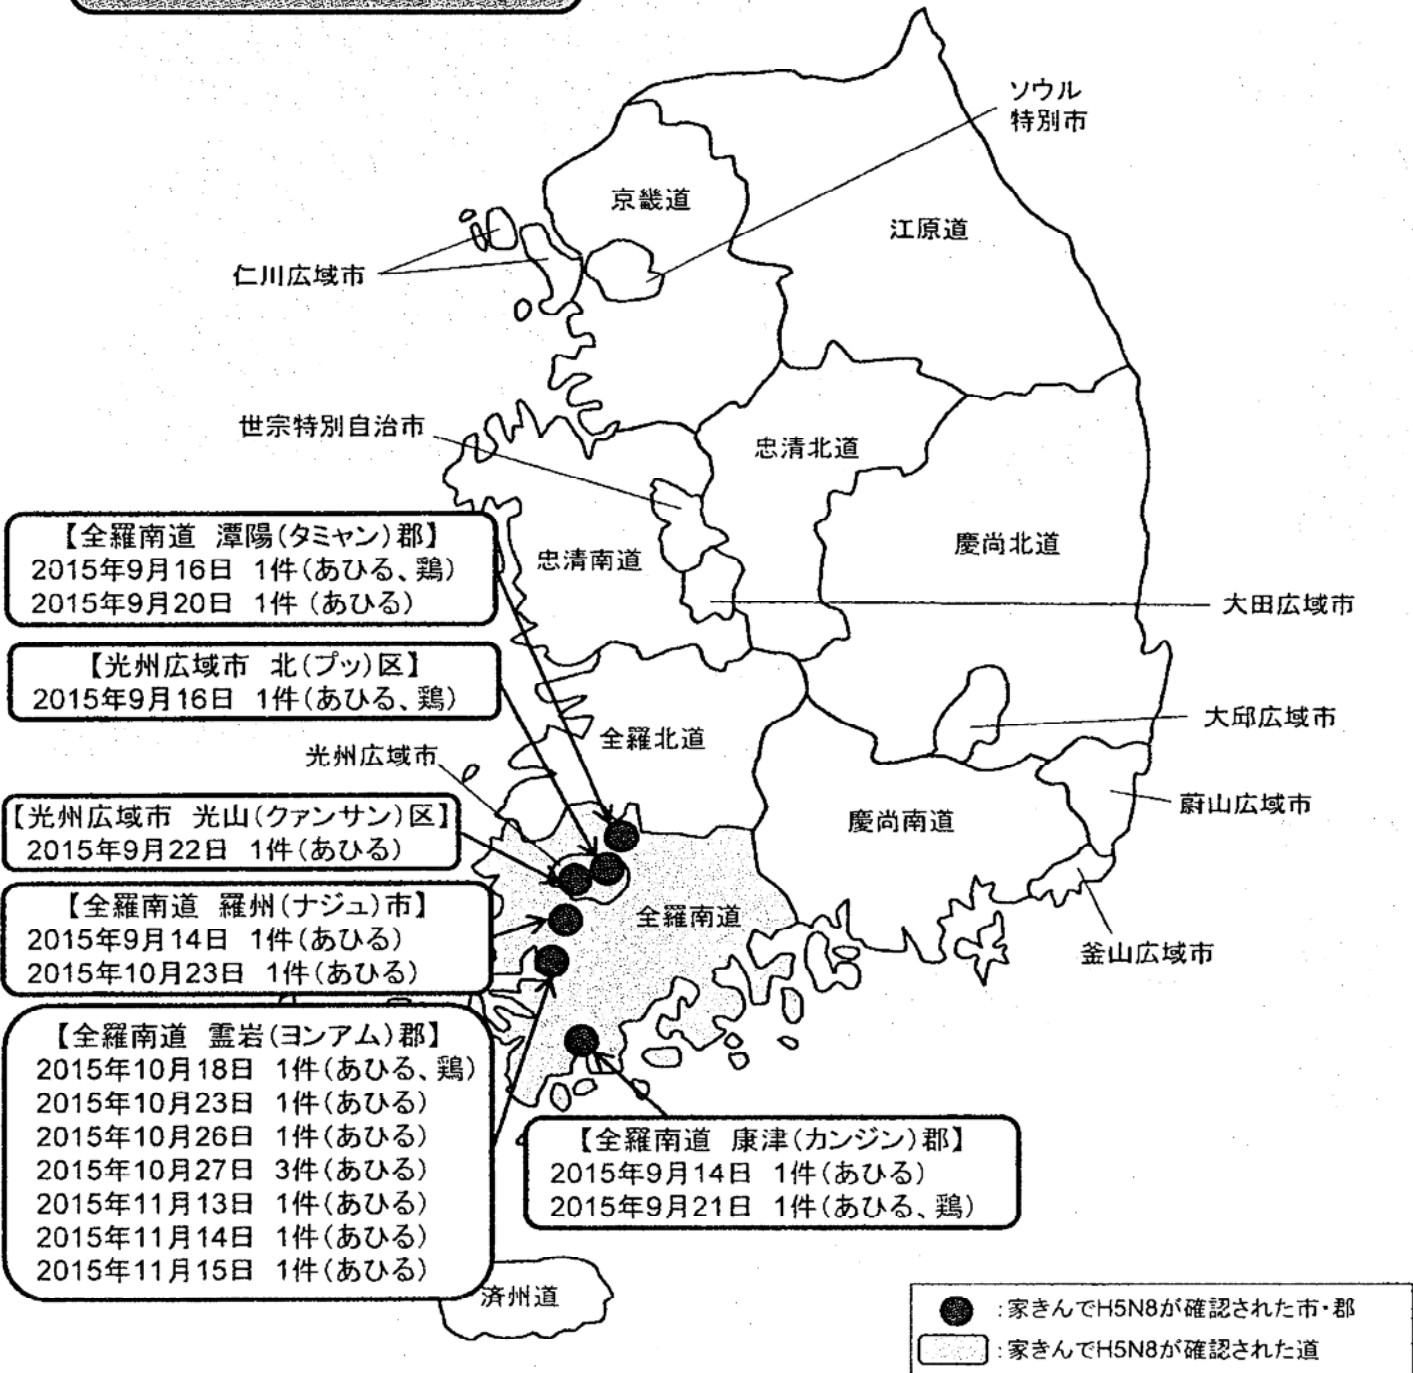 ソウル
特別市
京畿道
江原道
仁川広域市
世宗特別自治市
忠清北道
忠清南道
慶尚北道
大田広域市
【全羅南道 潭陽(タミャン)郡】
2015年9月16日 1件(あひる、鶏)
2015年9月20日 1件(あひる)
【光州広域市 北(プッ)区】
2015年9月16日 1件(あひる、鶏)
大邱広域市
全羅北道
光州広域市
蔚山広域市
慶尚南道
【光州広域市 光山(クァンサン)区】
2015年9月22日 1件(あひる)
【全羅南道 羅州(ナジュ)市】
2015年9月14日 1件(あひる)
2015年10月23日 1件(あひる)
全羅南道
釜山広域市
【全羅南道 霊岩(ヨンアム)郡】
2015年10月18日 1件(あひる、鶏)
2015年10月23日 1件(あひる)
2015年10月26日 1件(あひる)
2015年10月27日 3件(あひる)
2015年11月13日 1件(あひる)
2015年11月14日 1件(あひる)
2015年11月15日 1件(あひる)
【全羅南道 康津(カンジン)郡】
2015年9月14日 1件(あひる)
2015年9月21日 1件(あひる、鶏)
済州道
:家きんでH5N8が確認された市・郡
:家きんでH5N8が確認された道